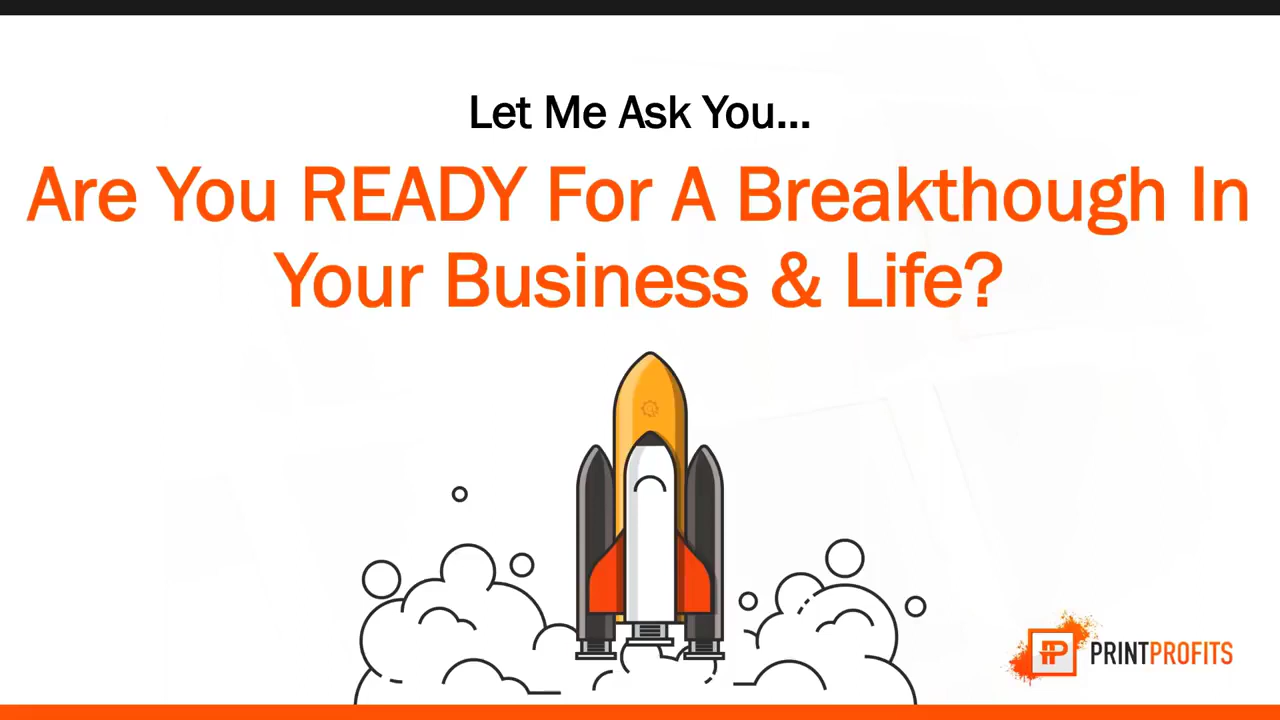 Let Me Ask You...
Are You READY For A Breakthough In
Your Business & Life?
PRINTPROFITS